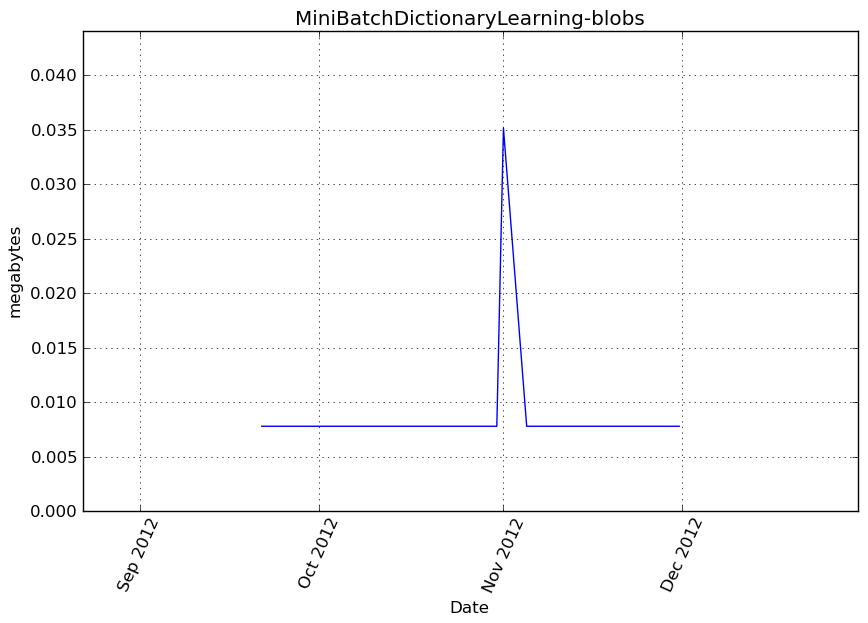 MiniBatchDictionaryLearning-blobs
0.040
0.035
0.030
0.025
0.020
0.015
0.010
0.005
0.000
megabytes
Sep 2012
Oct 2012
Nov 2012
Dec 2012
Date